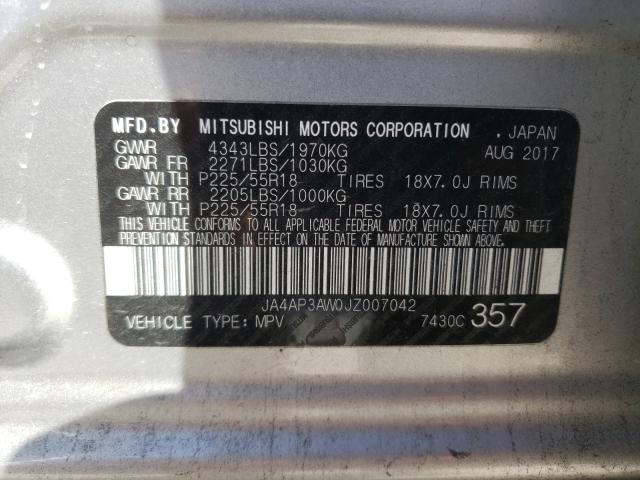 MFD.BY MITSUBISHI MOTORS CORPORATION . JAPAN
GWR 4343LBS/1970KG AUG 2017
GAWR FR 2271LBS/1030KG
WITH P225/55R18 TIRES 18X7.0J RIMS
GAWR RR 2205LBS/1000KG
WITH P225/55R18 TIRES 18X7.0J RIMS
THIS VEHICLE CONFORMS TO ALL APPLICABLE FEDERAL MOTOR VEHICLE SAFETY AND THEFT
PREVENTION STANDARDS IN EFFECT ON THE DATE OF MANUFACTURE SHOWN ABOVE.
JA4AP3AW0JZ007042
VEHICLE TYPE: MPV 7430C 357